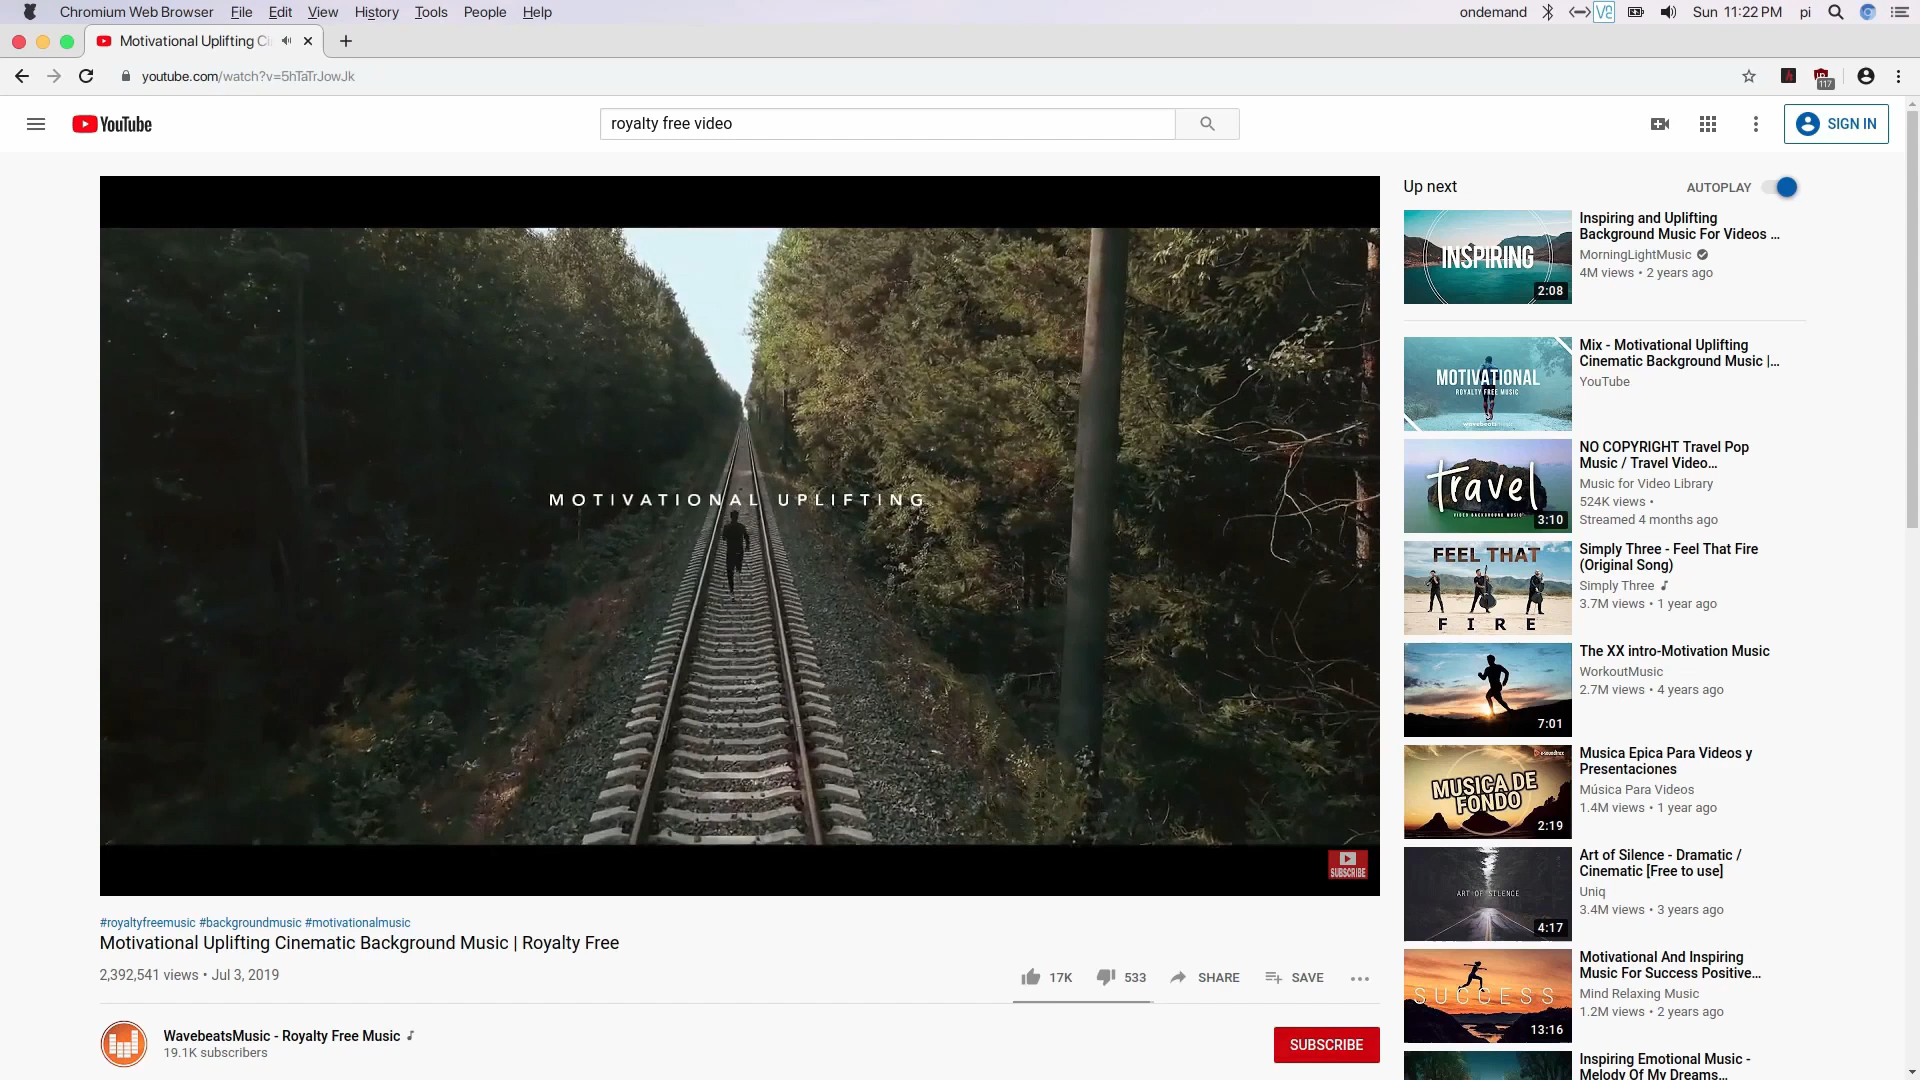 Chromium Web Browser File Edit View History Tools People Help
ondemand Sun 11:22 PM pi
Motivational Uplifting Ci
youtube.com/watch?v=5hTaTrJowJk
117
YouTube
royalty free video
SIGN IN
MOTIVATIONAL UPLIFTING
SUBSCRIBE
#royaltyfreemusic #backgroundmusic #motivationalmusic
Motivational Uplifting Cinematic Background Music | Royalty Free
2,392,541 views • Jul 3, 2019
17K 533 SHARE SAVE
WavebeatsMusic - Royalty Free Music
19.1K subscribers
SUBSCRIBE
Up next
AUTOPLAY
INSPIRING
2:08
Inspiring and Uplifting
Background Music For Videos ...
MorningLightMusic
4M views • 2 years ago
MOTIVATIONAL
ROYALTY FREE MUSIC
Mix - Motivational Uplifting
Cinematic Background Music |...
YouTube
travel
VIDEO BACKGROUND MUSIC
3:10
NO COPYRIGHT Travel Pop
Music / Travel Video...
Music for Video Library
524K views •
Streamed 4 months ago
FEEL THAT
FIRE
Simply Three - Feel That Fire
(Original Song)
Simply Three
3.7M views • 1 year ago
7:01
The XX intro-Motivation Music
WorkoutMusic
2.7M views • 4 years ago
MUSICA DE
FONDO
2:19
Musica Epica Para Videos y
Presentaciones
Música Para Videos
1.4M views • 1 year ago
ART OF SILENCE
4:17
Art of Silence - Dramatic /
Cinematic [Free to use]
Uniq
3.4M views • 3 years ago
SUCCESS
13:16
Motivational And Inspiring
Music For Success Positive...
Mind Relaxing Music
1.2M views • 2 years ago
Inspiring Emotional Music -
Melody Of My Dreams...